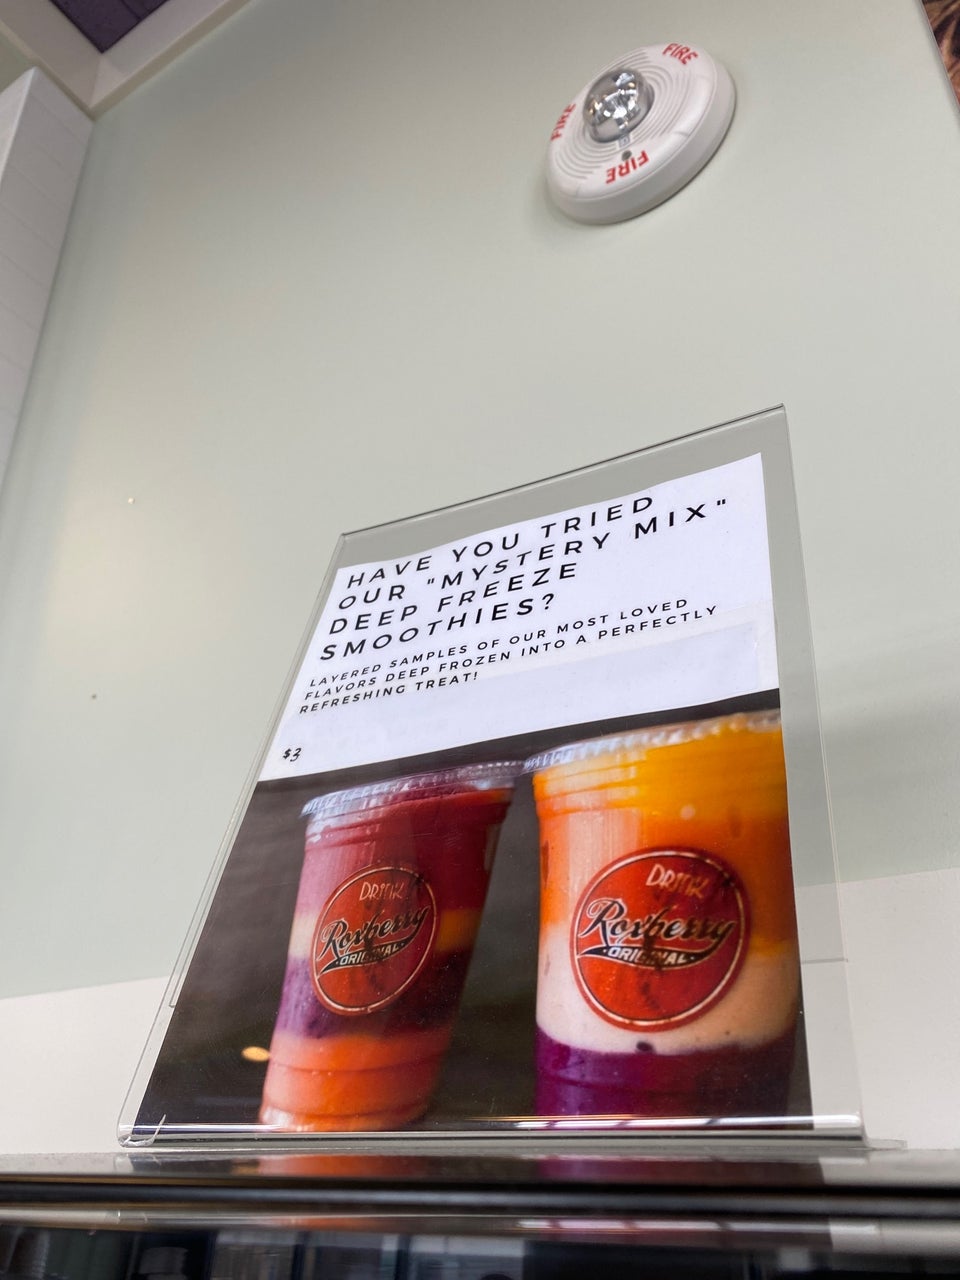 FIRE
FIRE
FIRE
HAVE YOU TRIED
OUR "MYSTERY MIX"
DEEP FREEZE
SMOOTHIES?
LAYERED SAMPLES OF OUR MOST LOVED
FLAVORS DEEP FROZEN INTO A PERFECTLY
REFRESHING TREAT!
$3
DRINK
Roxberry
ORIGINAL
DRINK
Roxberry
ORIGINAL